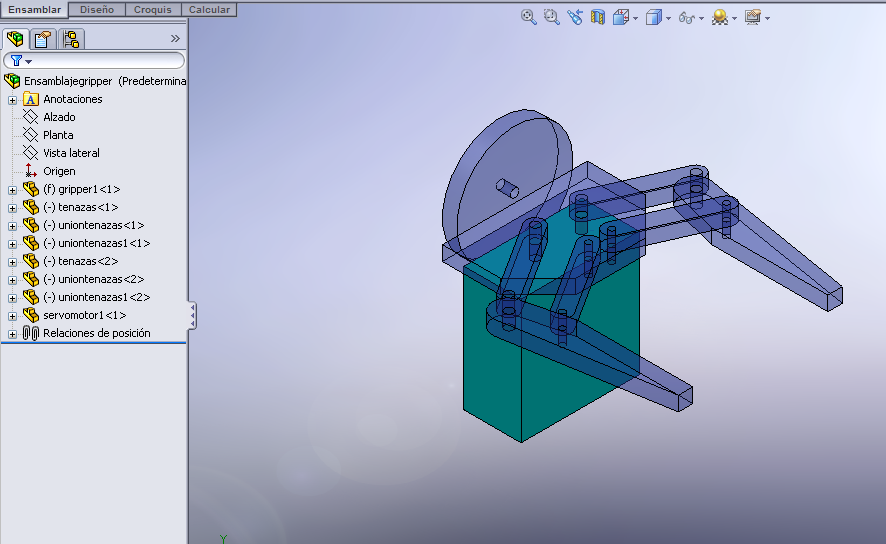 Ensamblar Diseño Croquis Calcular
Ensamblajegripper (Predetermina
A Anotaciones
Alzado
Planta
Vista lateral
Origen
(f) gripper1<1>
(-) tenazas<1>
(-) uniontenazas<1>
(-) uniontenazas1<1>
(-) tenazas<2>
(-) uniontenazas<2>
(-) uniontenazas1<2>
servomotor1<1>
Relaciones de posición
Y